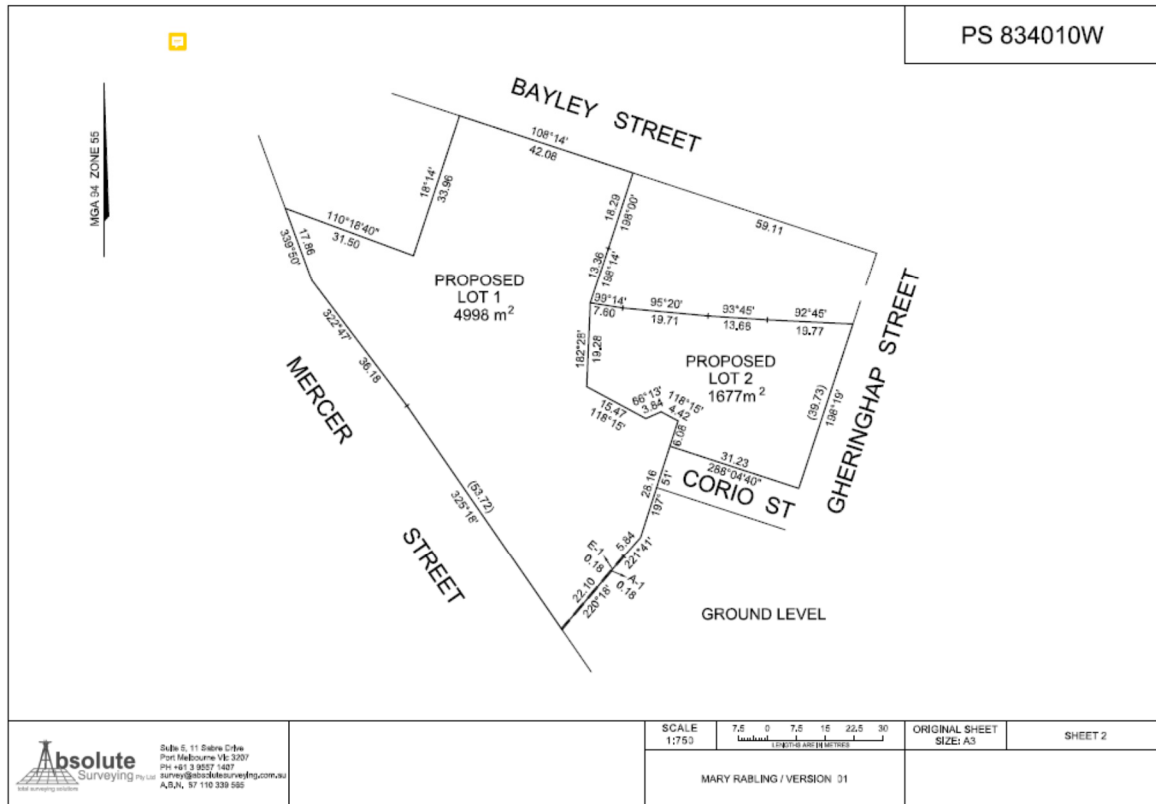 PS 834010W
MGA 94 ZONE 55
BAYLEY STREET
108°14'
42.08
18°14'
33.96
59.11
18.29
198°00'
110°18'40"
31.50
17.86
339°50'
13.36
198°14'
PROPOSED
LOT 1
4998 m²
99°14'
7.60
95°20'
19.71
93°45'
13.66
92°45'
19.77
322°47'
36.18
182°28'
19.28
PROPOSED
LOT 2
1677m²
MERCER
STREET
GHERINGHAP STREET
(39.73)
198°19'
15.47
118°15'
66°13'
3.84
118°15'
4.42
6.08
31.23
288°04'40"
CORIO ST
28.16
197°
51'
(53.72)
325°18'
5.84
221°41'
E-1
0.18
A-1
0.18
22.10
220°18'
GROUND LEVEL
Absolute
Surveying Pty Ltd
total surveying solutions
Suite 5, 11 Sabre Drive
Port Melbourne Vic 3207
PH +61 3 9557 1407
survey@absolutesurveying.com.au
A.B.N. 57 110 339 565
SCALE
1:750
7.5 0 7.5 15 22.5 30
LENGTHS ARE IN METRES
ORIGINAL SHEET
SIZE: A3
SHEET 2
MARY RABLING / VERSION 01